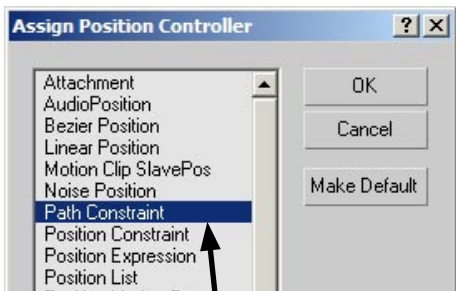 Assign Position Controller
Attachment
AudioPosition
Bezier Position
Linear Position
Motion Clip SlavePos
Noise Position
Path Constraint
Position Constraint
Position Expression
Position List
OK
Cancel
Make Default